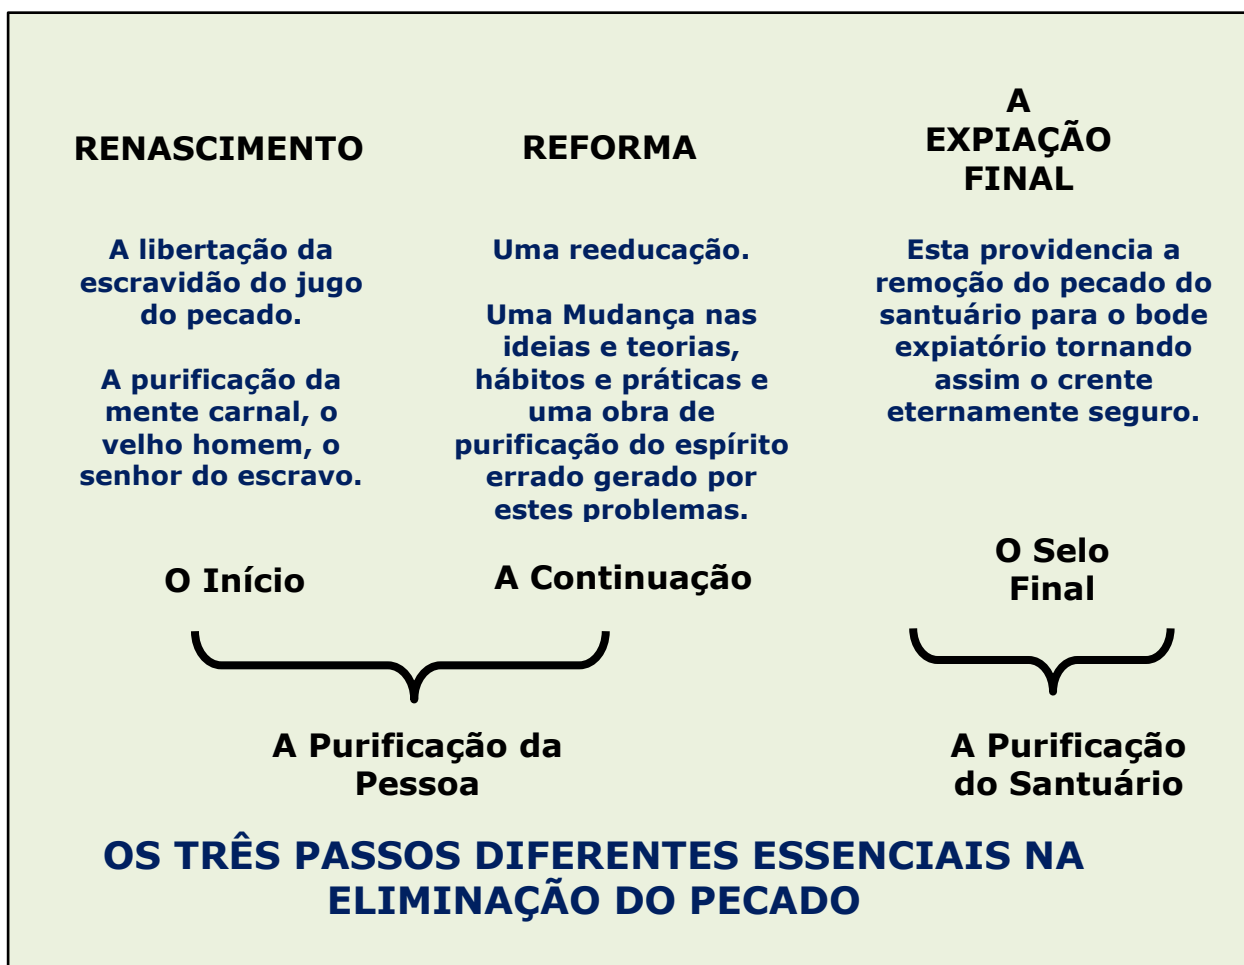 RENASCIMENTO
A libertação da
escravidão do jugo
do pecado.
A purificação da
mente carnal, o
velho homem, o
senhor do escravo.
O Início
REFORMA
Uma reeducação.
Uma Mudança nas
ideias e teorias,
hábitos e práticas e
uma obra de
purificação do espírito
errado gerado por
estes problemas.
A Continuação
A
EXPIAÇÃO
FINAL
Esta providencia a
remoção do pecado do
santuário para o bode
expiatório tornando
assim o crente
eternamente seguro.
O Selo
Final
A Purificação da
Pessoa
A Purificação
do Santuário
OS TRÊS PASSOS DIFERENTES ESSENCIAIS NA
ELIMINAÇÃO DO PECADO